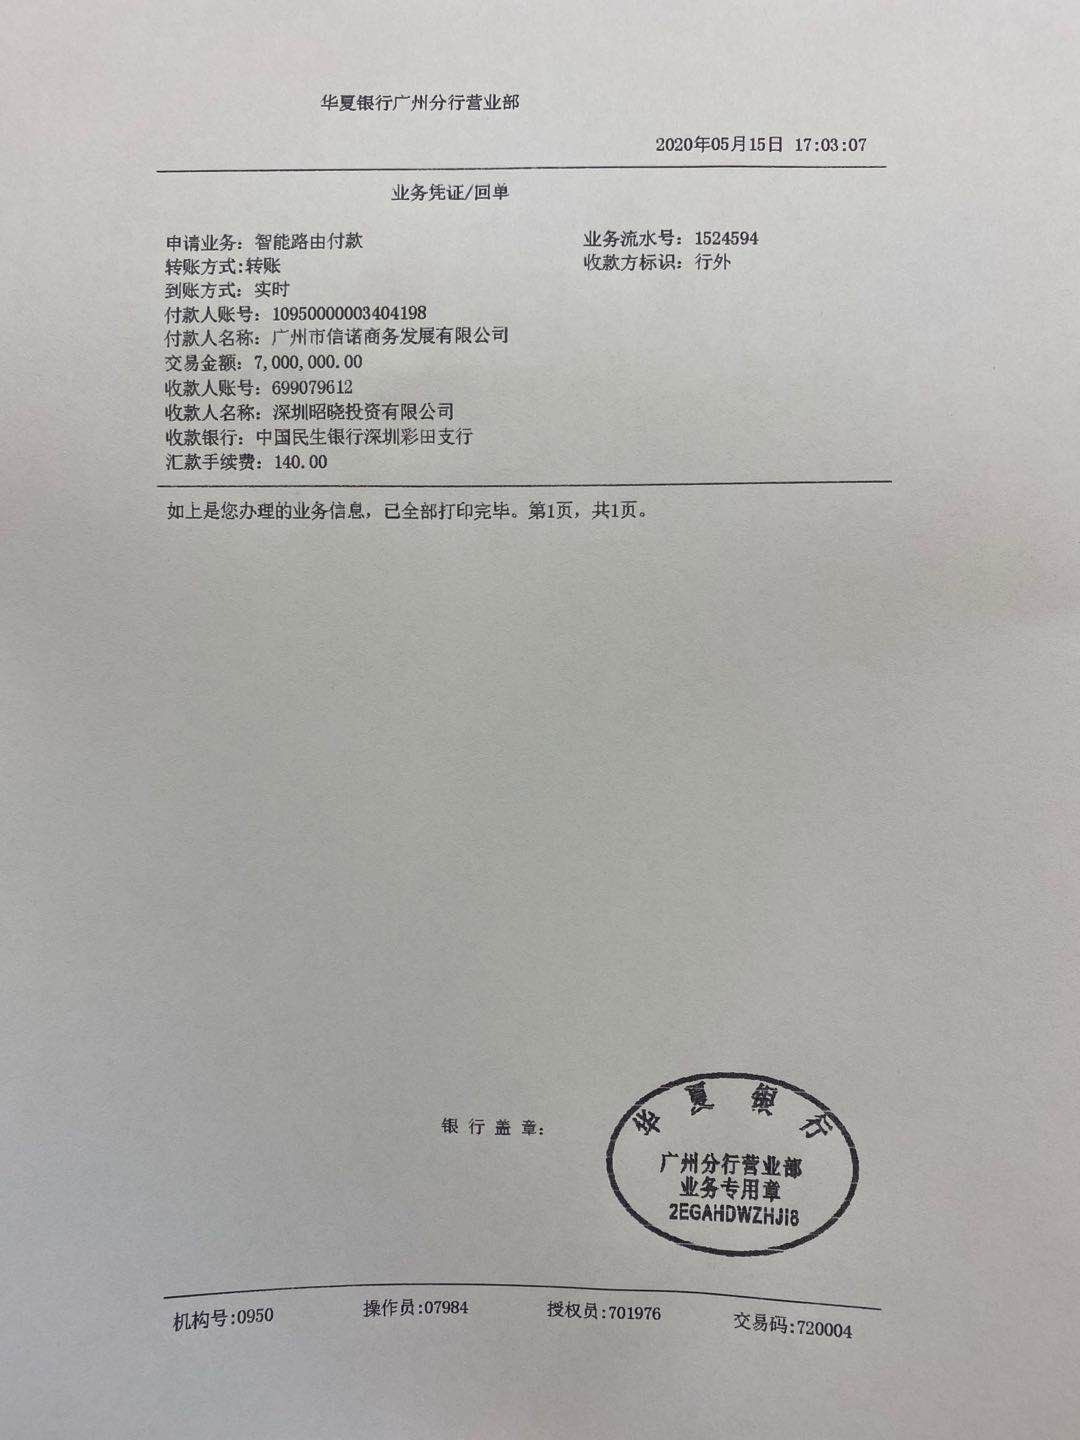 华夏银行广州分行营业部
2020年05月15日 17:03:07
业务凭证/回单
申请业务：智能路由付款
业务流水号：1524594
转账方式:转账
收款方标识：行外
到账方式：实时
付款人账号：10950000003404198
付款人名称：广州市信诺商务发展有限公司
交易金额：7,000,000.00
收款人账号：699079612
收款人名称：深圳昭晓投资有限公司
收款银行：中国民生银行深圳彩田支行
汇款手续费：140.00
如上是您办理的业务信息，已全部打印完毕。第1页，共1页。
银行盖章：
华夏银行
广州分行营业部
业务专用章
2EGAHDWZHJI8
机构号:0950 操作员:07984 授权员:701976 交易码:720004